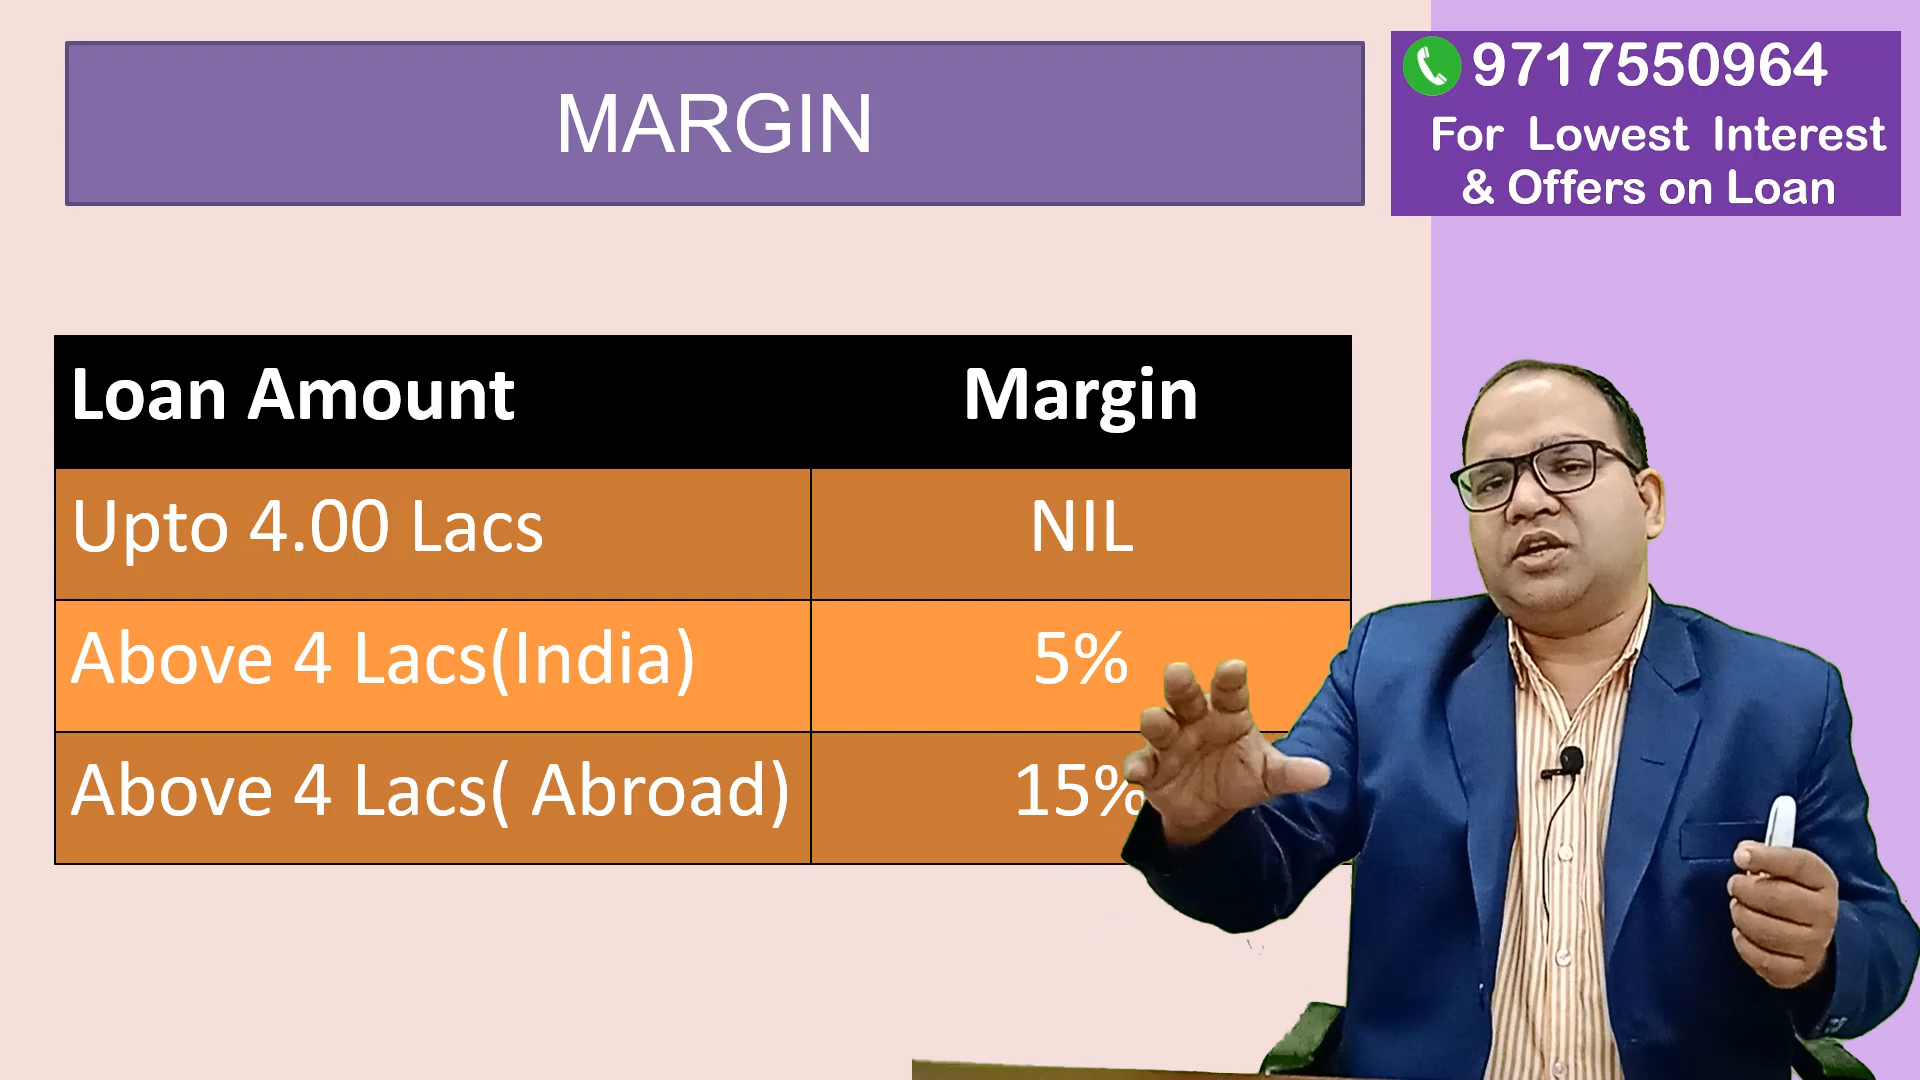 MARGIN
9717550964
For Lowest Interest
& Offers on Loan
Loan Amount Margin
Upto 4.00 Lacs NIL
Above 4 Lacs(India) 5%
Above 4 Lacs( Abroad) 15%